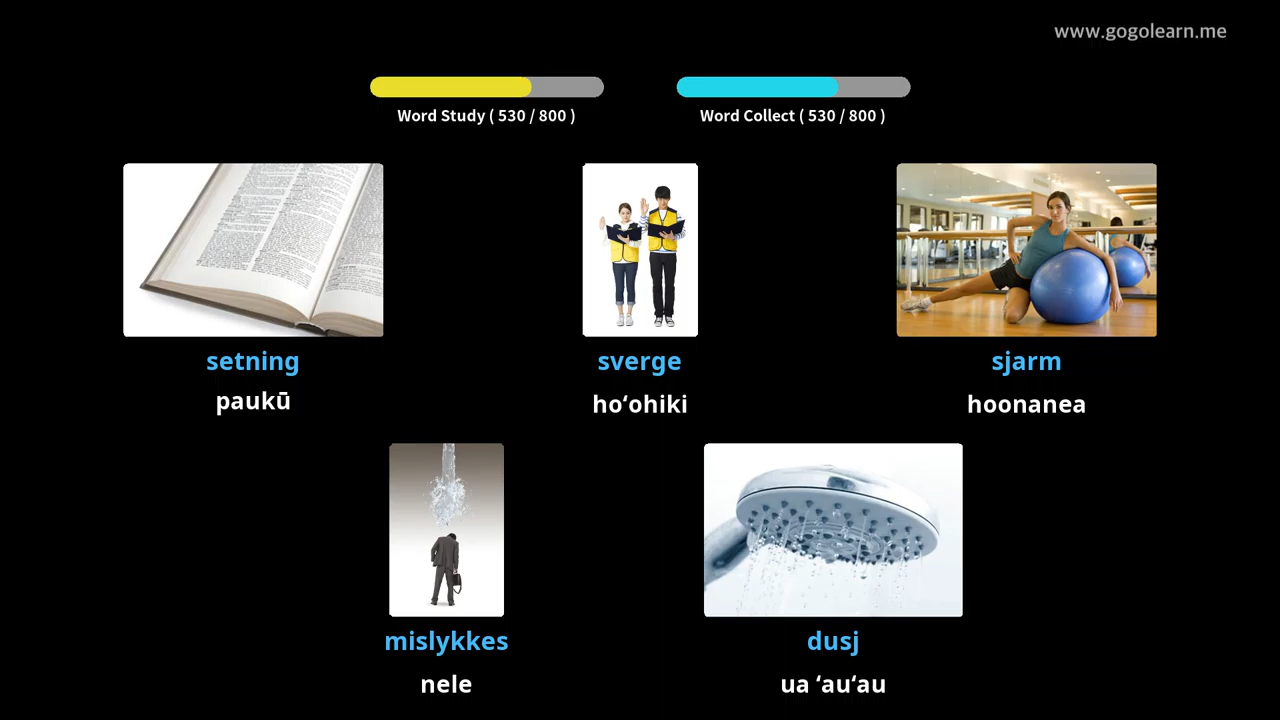 www.gogolearn.me
Word Study ( 530 / 800 )
Word Collect ( 530 / 800 )
setning
paukū
sverge
hoʻohiki
sjarm
hoonanea
mislykkes
nele
dusj
ua ʻauʻau